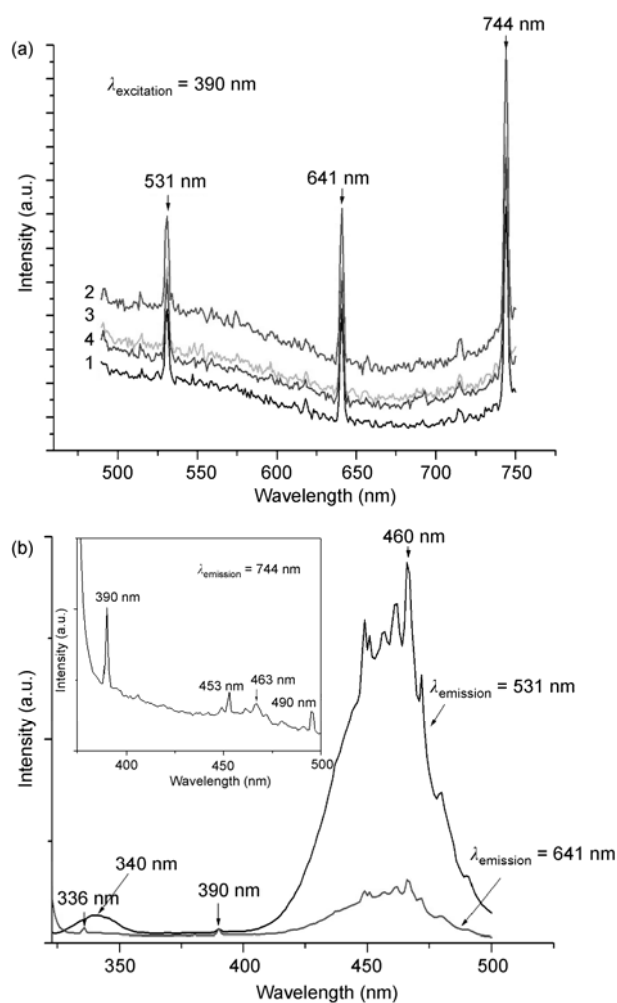 (a)
744 nm
λexcitation = 390 nm
531 nm
641 nm
Intensity (a.u.)
2
3
4
1
500 550 600 650 700 750
Wavelength (nm)
(b)
460 nm
λemission = 744 nm
390 nm
Intensity (a.u.)
453 nm
463 nm
490 nm
400 450 500
Wavelength (nm)
λemission = 531 nm
Intensity (a.u.)
340 nm
336 nm
390 nm
λemission = 641 nm
350 400 450 500
Wavelength (nm)